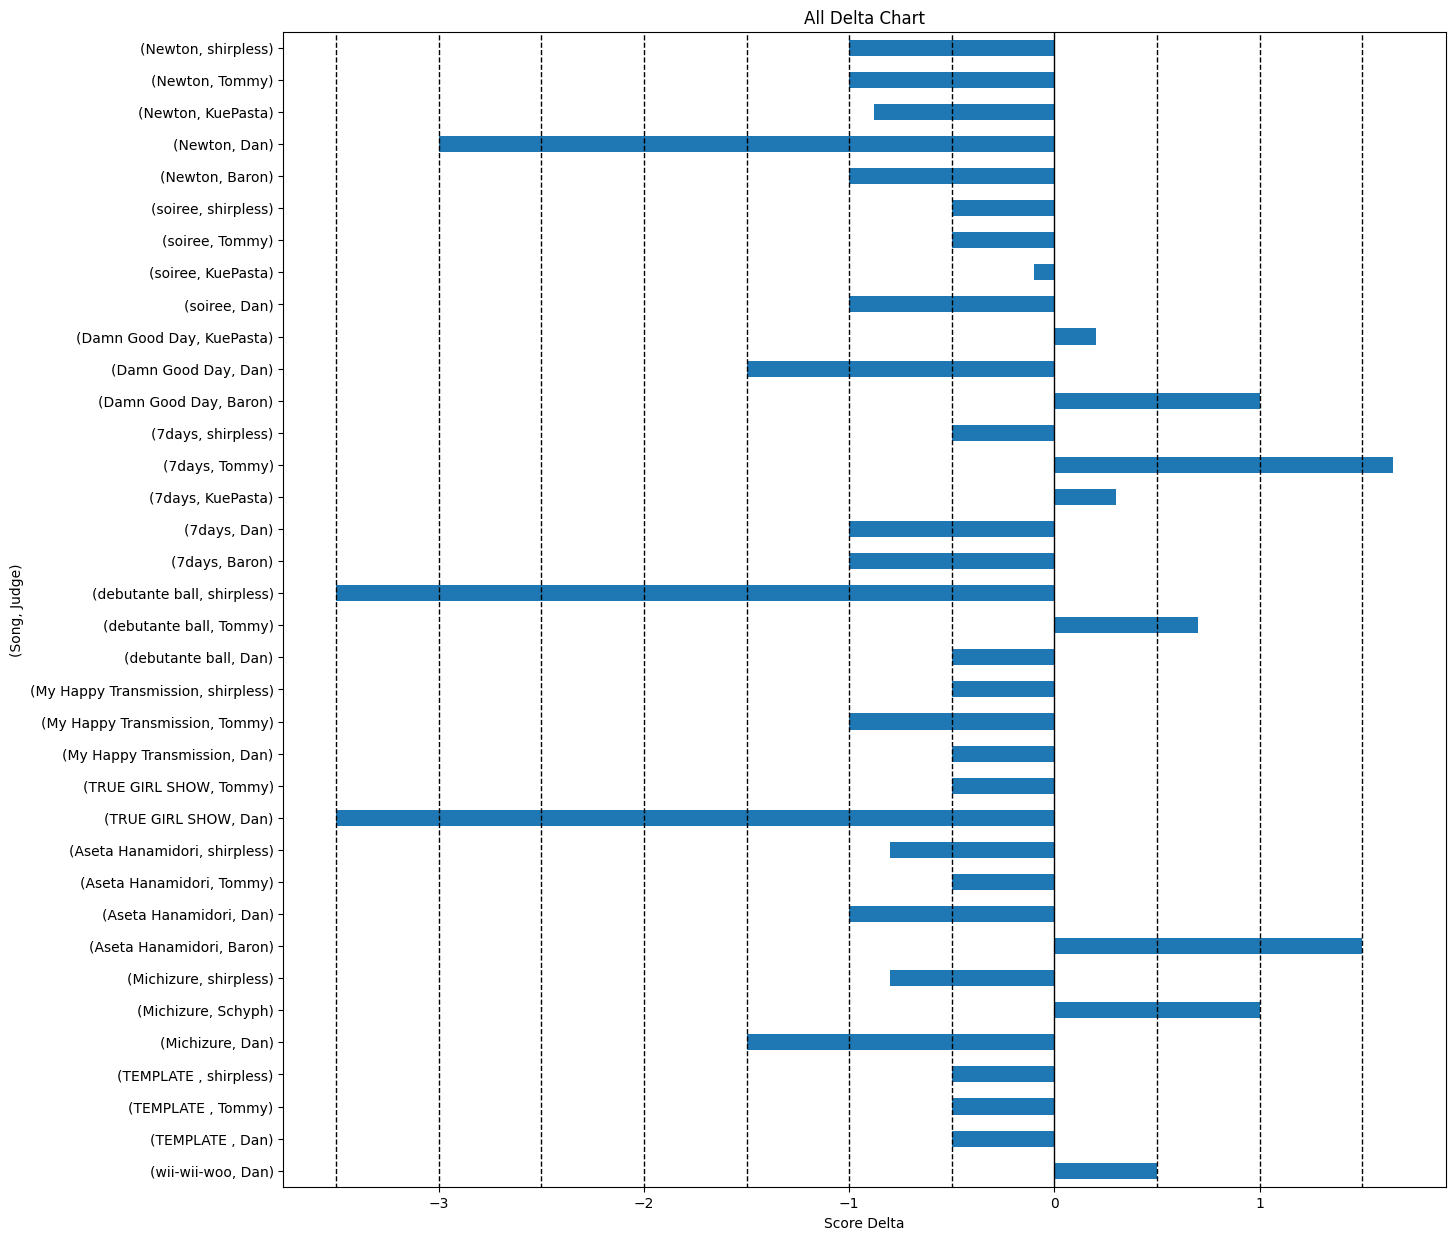 All Delta Chart
(Newton, shirpless)
(Newton, Tommy)
(Newton, KuePasta)
(Newton, Dan)
(Newton, Baron)
(soiree, shirpless)
(soiree, Tommy)
(soiree, KuePasta)
(soiree, Dan)
(Damn Good Day, KuePasta)
(Damn Good Day, Dan)
(Damn Good Day, Baron)
(7days, shirpless)
(7days, Tommy)
(7days, KuePasta)
(7days, Dan)
(7days, Baron)
(debutante ball, shirpless)
(debutante ball, Tommy)
(debutante ball, Dan)
(My Happy Transmission, shirpless)
(My Happy Transmission, Tommy)
(My Happy Transmission, Dan)
(TRUE GIRL SHOW, Tommy)
(TRUE GIRL SHOW, Dan)
(Aseta Hanamidori, shirpless)
(Aseta Hanamidori, Tommy)
(Aseta Hanamidori, Dan)
(Aseta Hanamidori, Baron)
(Michizure, shirpless)
(Michizure, Schyph)
(Michizure, Dan)
(TEMPLATE , shirpless)
(TEMPLATE , Tommy)
(TEMPLATE , Dan)
(wii-wii-woo, Dan)
(Song, Judge)
−3 −2 −1 0 1
Score Delta